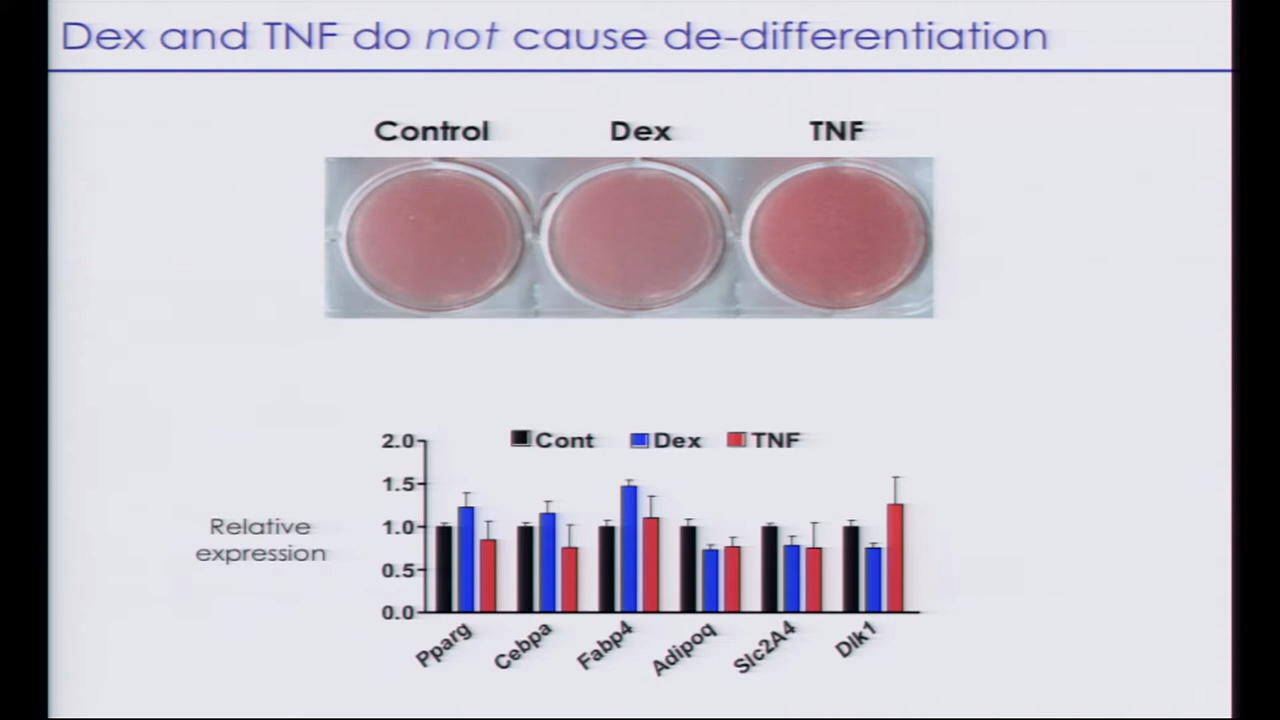 Dex and TNF do not cause de-differentiation
Control Dex TNF
2.0
1.5
1.0
0.5
0.0
Cont Dex TNF
Relative
expression
Pparg Cebpa Fabp4 Adipoq Slc2A4 Dlk1